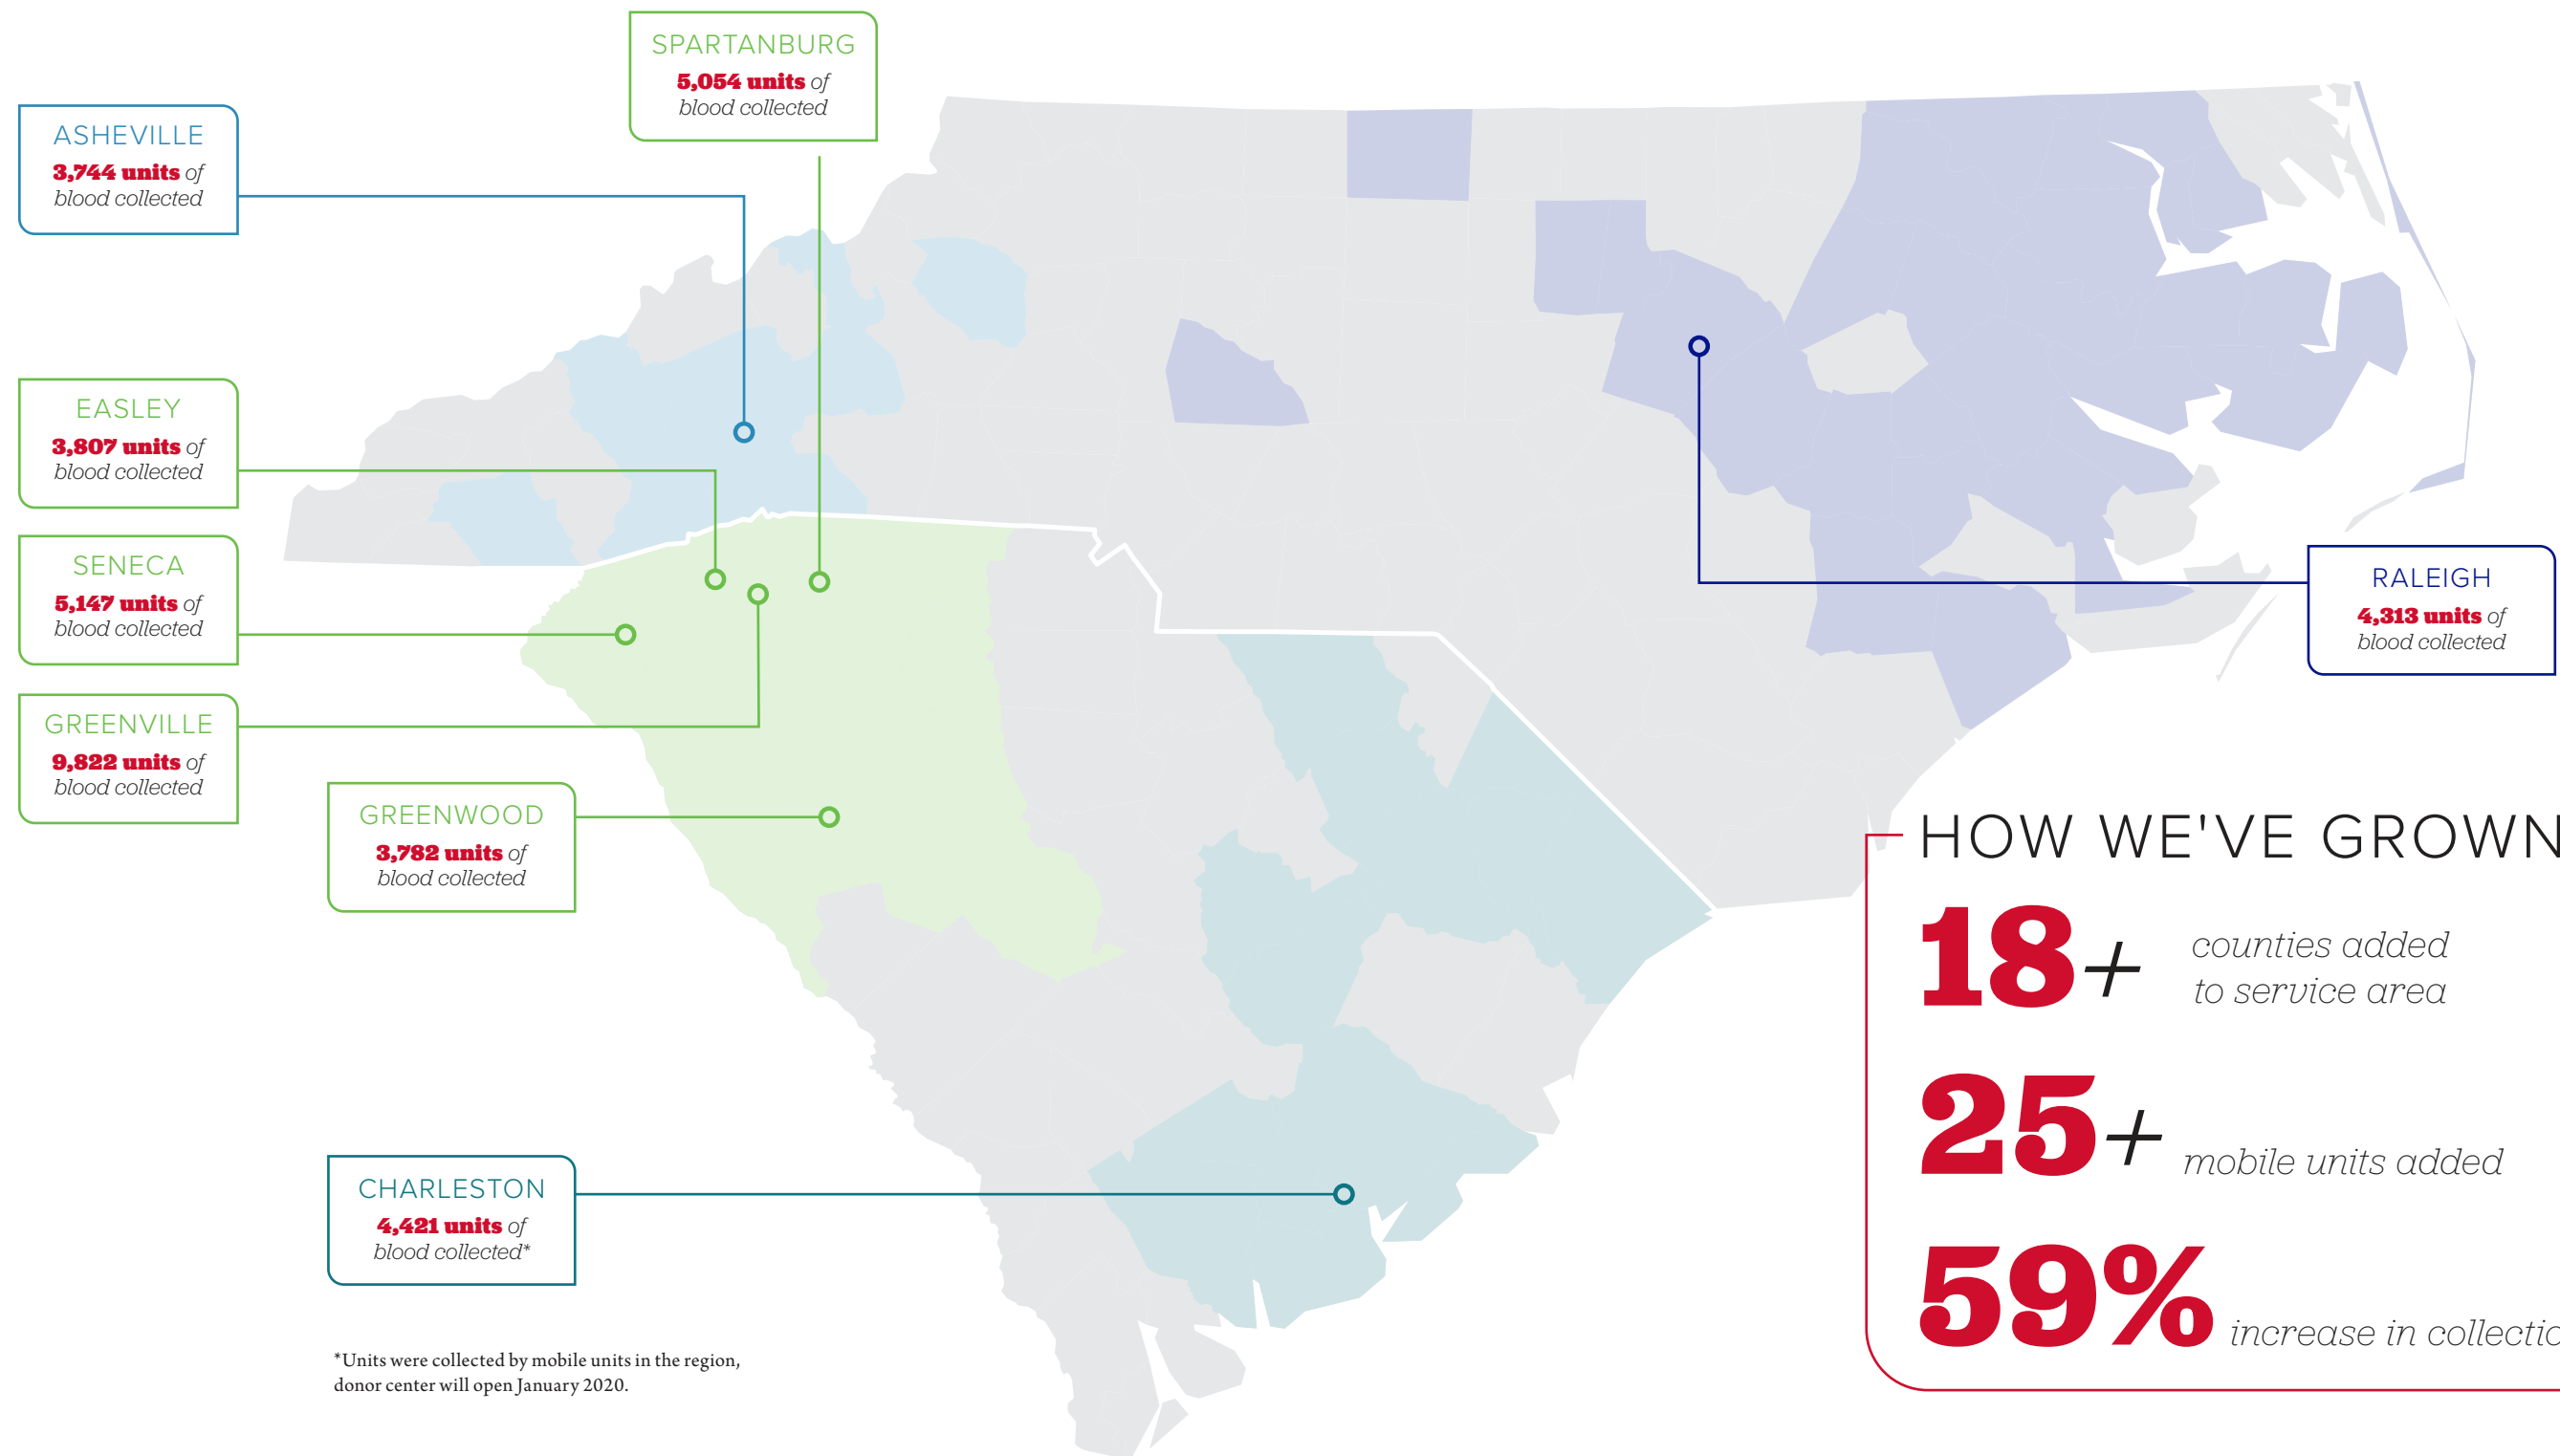 SPARTANBURG
5,054 units of
blood collected
ASHEVILLE
3,744 units of
blood collected
EASLEY
3,807 units of
blood collected
SENECA
5,147 units of
blood collected
RALEIGH
4,313 units of
blood collected
GREENVILLE
9,822 units of
blood collected
GREENWOOD
3,782 units of
blood collected
CHARLESTON
4,421 units of
blood collected*
*Units were collected by mobile units in the region,
donor center will open January 2020.
HOW WE'VE GROWN
18+ counties added
to service area
25+ mobile units added
59% increase in